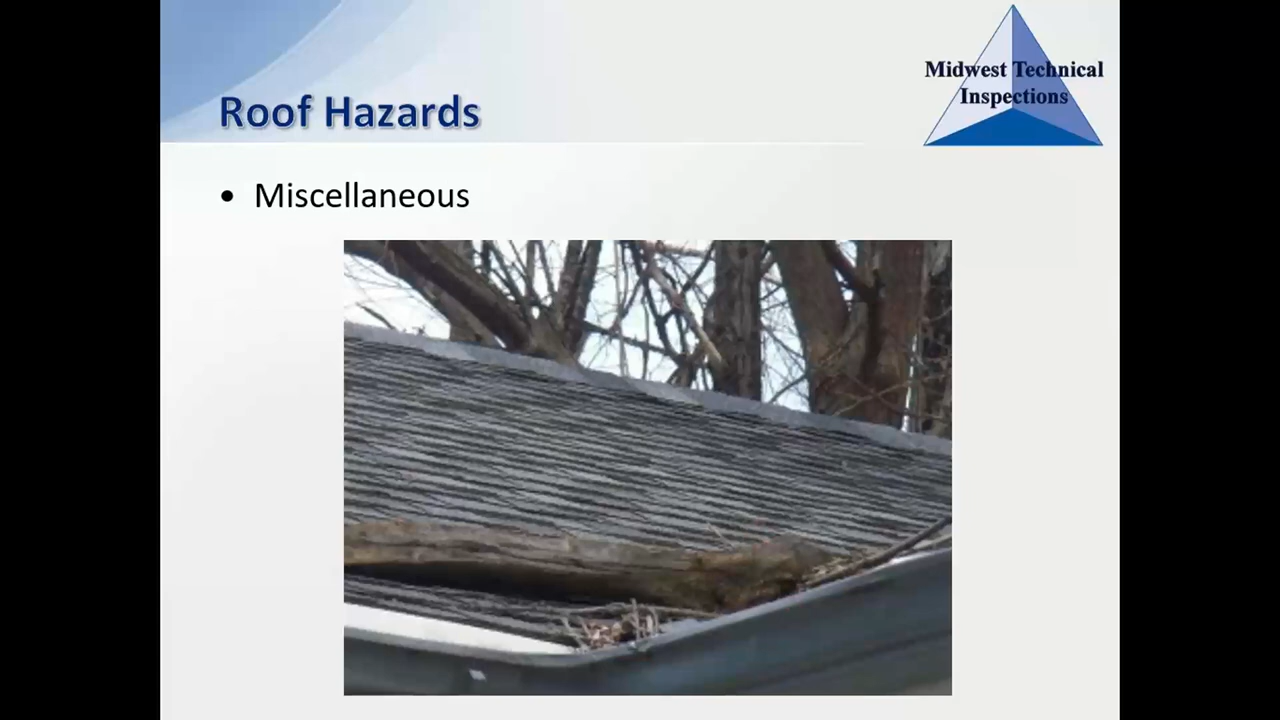 Midwest Technical
Inspections
Roof Hazards
• Miscellaneous